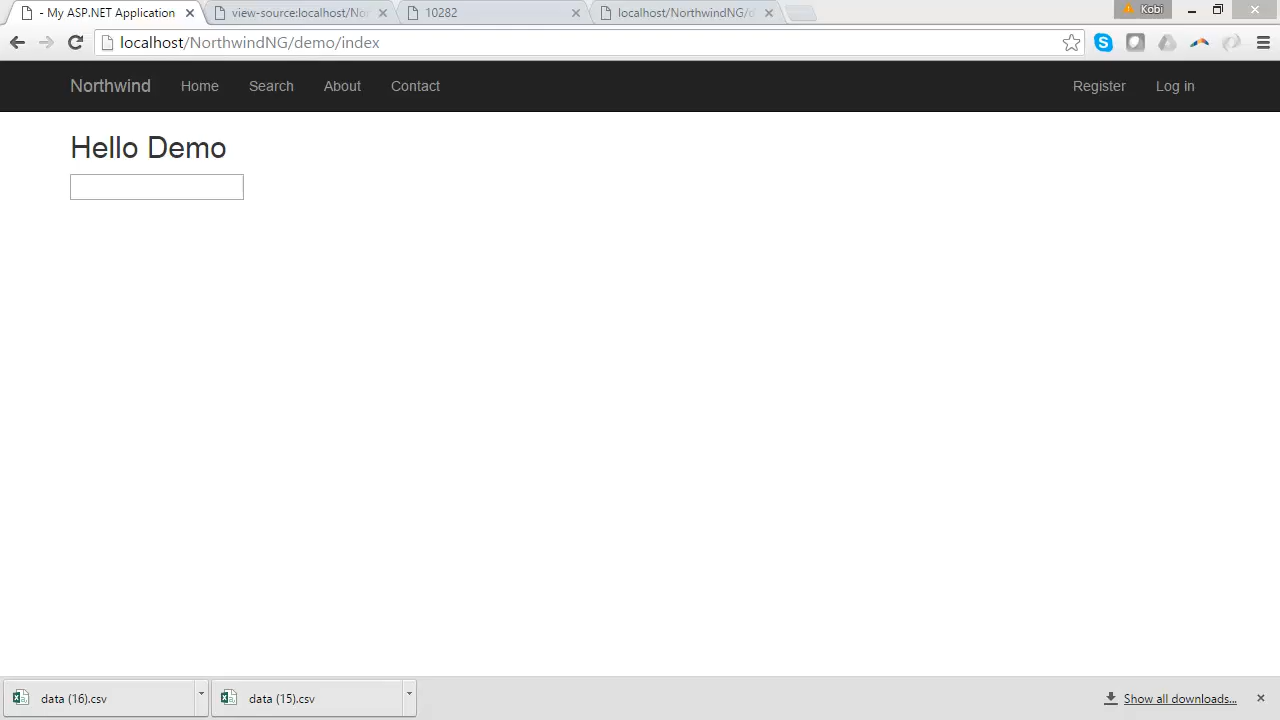 - My ASP.NET Application
view-source:localhost/Nor
10282
localhost/NorthwindNG/d
Kobi
localhost/NorthwindNG/demo/index
Northwind Home Search About Contact Register Log in
Hello Demo
data (16).csv
data (15).csv
Show all downloads...